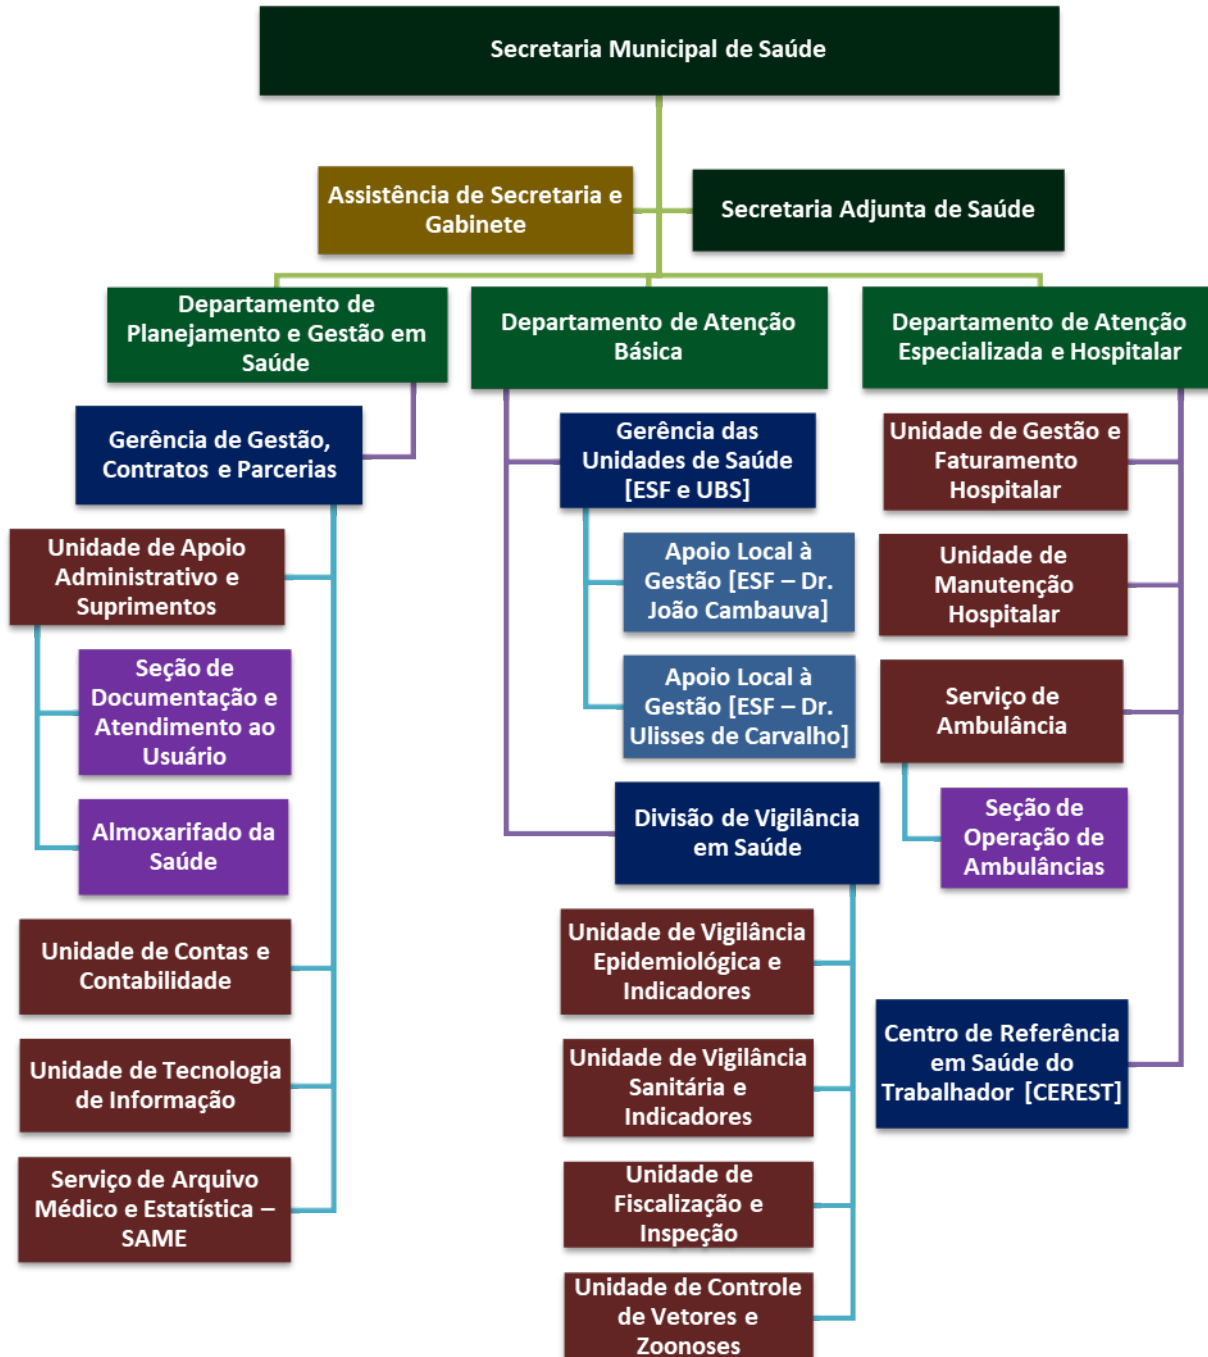 Secretaria Municipal de Saúde
Assistência de Secretaria e
Gabinete
Secretaria Adjunta de Saúde
Departamento de
Planejamento e Gestão em
Saúde
Gerência de Gestão,
Contratos e Parcerias
Unidade de Apoio
Administrativo e
Suprimentos
Seção de
Documentação e
Atendimento ao
Usuário
Almoxarifado da
Saúde
Unidade de Contas e
Contabilidade
Unidade de Tecnologia
de Informação
Serviço de Arquivo
Médico e Estatística –
SAME
Departamento de Atenção
Básica
Gerência das
Unidades de Saúde
[ESF e UBS]
Apoio Local à
Gestão [ESF – Dr.
João Cambauva]
Apoio Local à
Gestão [ESF – Dr.
Ulisses de Carvalho]
Divisão de Vigilância
em Saúde
Unidade de Vigilância
Epidemiológica e
Indicadores
Unidade de Vigilância
Sanitária e
Indicadores
Unidade de
Fiscalização e
Inspeção
Unidade de Controle
de Vetores e
Zoonoses
Departamento de Atenção
Especializada e Hospitalar
Unidade de Gestão e
Faturamento
Hospitalar
Unidade de
Manutenção
Hospitalar
Serviço de
Ambulância
Seção de
Operação de
Ambulâncias
Centro de Referência
em Saúde do
Trabalhador [CEREST]